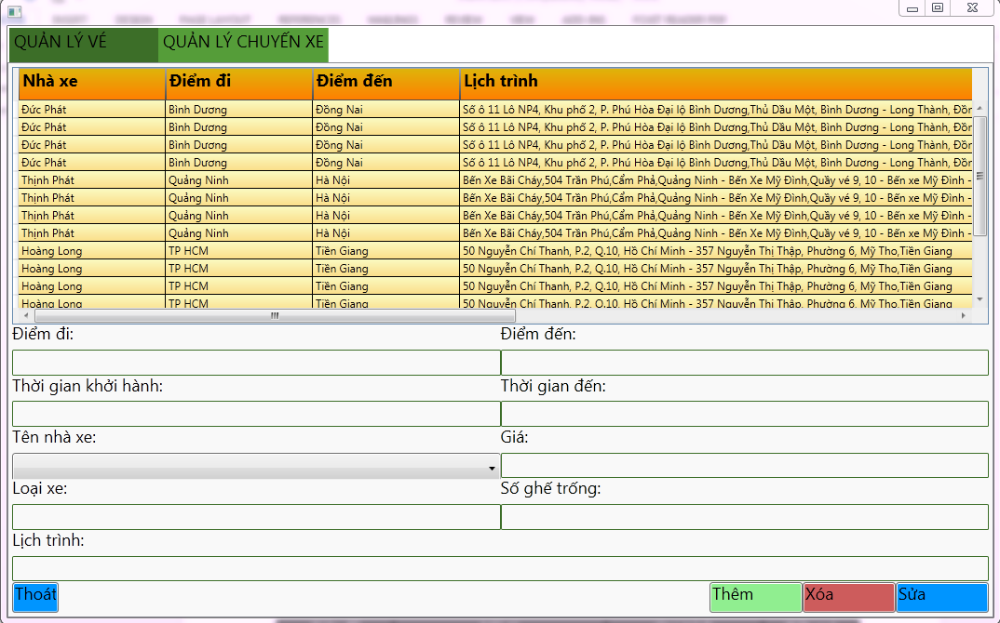 QUẢN LÝ VÉ QUẢN LÝ CHUYẾN XE
Nhà xe Điểm đi Điểm đến Lịch trình
Đức Phát Bình Dương Đồng Nai Số ô 11 Lô NP4, Khu phố 2, P. Phú Hòa Đại lộ Bình Dương,Thủ Dầu Một, Bình Dương - Long Thành, Đồn
Đức Phát Bình Dương Đồng Nai Số ô 11 Lô NP4, Khu phố 2, P. Phú Hòa Đại lộ Bình Dương,Thủ Dầu Một, Bình Dương - Long Thành, Đồn
Đức Phát Bình Dương Đồng Nai Số ô 11 Lô NP4, Khu phố 2, P. Phú Hòa Đại lộ Bình Dương,Thủ Dầu Một, Bình Dương - Long Thành, Đồn
Đức Phát Bình Dương Đồng Nai Số ô 11 Lô NP4, Khu phố 2, P. Phú Hòa Đại lộ Bình Dương,Thủ Dầu Một, Bình Dương - Long Thành, Đồn
Thịnh Phát Quảng Ninh Hà Nội Bến Xe Bãi Cháy,504 Trần Phú,Cẩm Phả,Quảng Ninh - Bến Xe Mỹ Đình,Quầy vé 9, 10 - Bến xe Mỹ Đình -
Thịnh Phát Quảng Ninh Hà Nội Bến Xe Bãi Cháy,504 Trần Phú,Cẩm Phả,Quảng Ninh - Bến Xe Mỹ Đình,Quầy vé 9, 10 - Bến xe Mỹ Đình -
Thịnh Phát Quảng Ninh Hà Nội Bến Xe Bãi Cháy,504 Trần Phú,Cẩm Phả,Quảng Ninh - Bến Xe Mỹ Đình,Quầy vé 9, 10 - Bến xe Mỹ Đình -
Thịnh Phát Quảng Ninh Hà Nội Bến Xe Bãi Cháy,504 Trần Phú,Cẩm Phả,Quảng Ninh - Bến Xe Mỹ Đình,Quầy vé 9, 10 - Bến xe Mỹ Đình -
Hoàng Long TP HCM Tiền Giang 50 Nguyễn Chí Thanh, P.2, Q.10, Hồ Chí Minh - 357 Nguyễn Thị Thập, Phường 6, Mỹ Tho,Tiền Giang
Hoàng Long TP HCM Tiền Giang 50 Nguyễn Chí Thanh, P.2, Q.10, Hồ Chí Minh - 357 Nguyễn Thị Thập, Phường 6, Mỹ Tho,Tiền Giang
Hoàng Long TP HCM Tiền Giang 50 Nguyễn Chí Thanh, P.2, Q.10, Hồ Chí Minh - 357 Nguyễn Thị Thập, Phường 6, Mỹ Tho,Tiền Giang
Hoàng Long TP HCM Tiền Giang 50 Nguyễn Chí Thanh, P.2, Q.10, Hồ Chí Minh - 357 Nguyễn Thị Thập, Phường 6, Mỹ Tho,Tiền Giang
Điểm đi: Điểm đến:
Thời gian khởi hành: Thời gian đến:
Tên nhà xe: Giá:
Loại xe: Số ghế trống:
Lịch trình:
Thoát Thêm Xóa Sửa